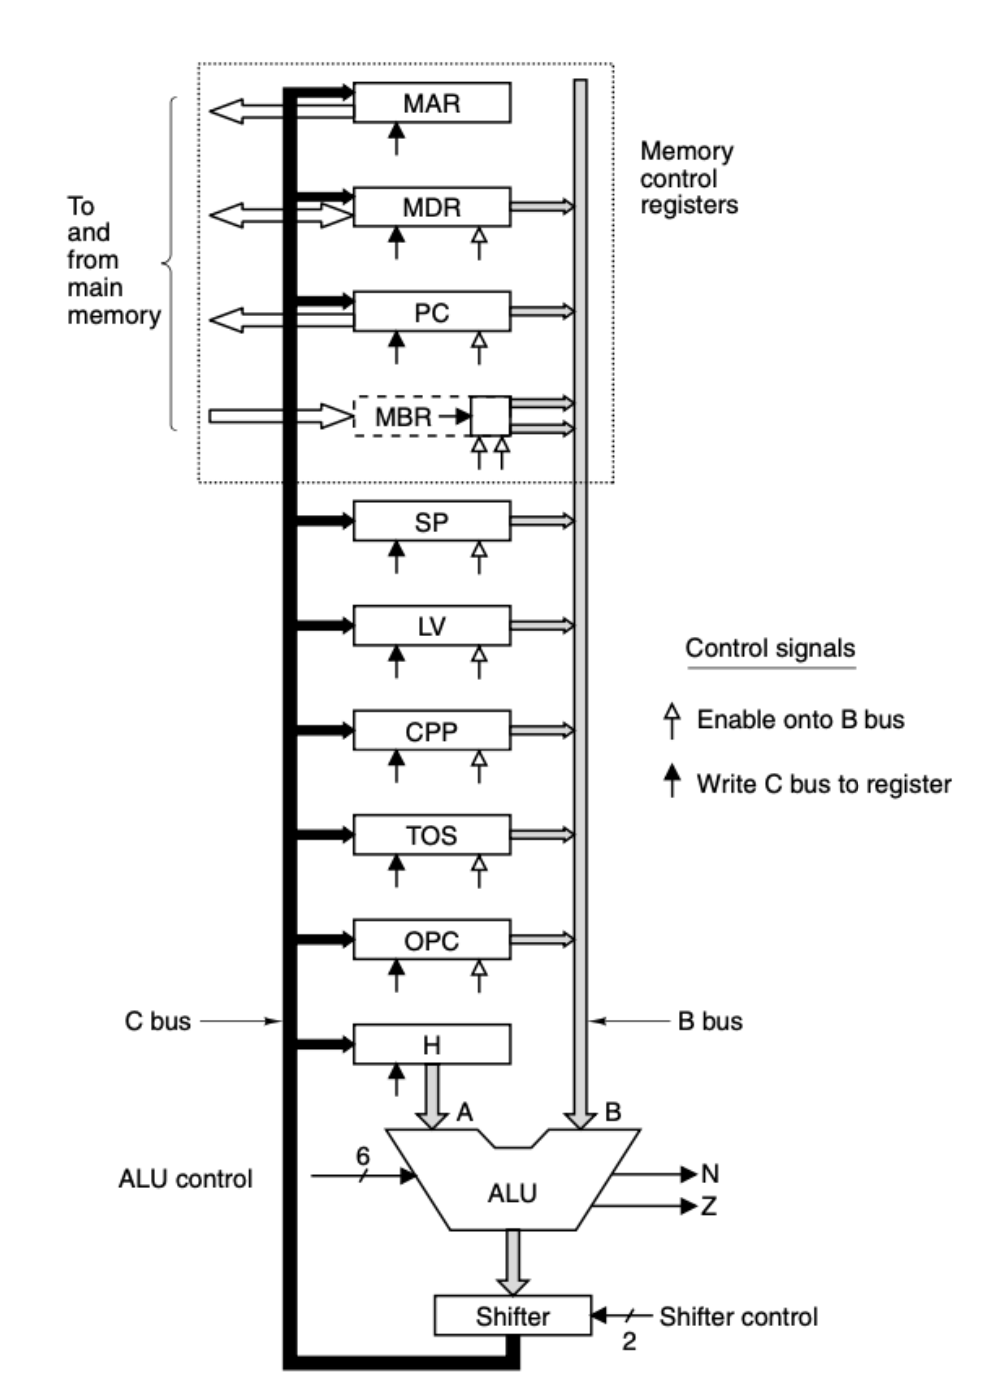 MAR
Memory
control
registers
To
and
from
main
memory
MDR
PC
MBR
SP
LV
Control signals
Enable onto B bus
CPP
Write C bus to register
TOS
OPC
C bus
B bus
H
A
B
6
ALU control
ALU
N
Z
Shifter
Shifter control
2